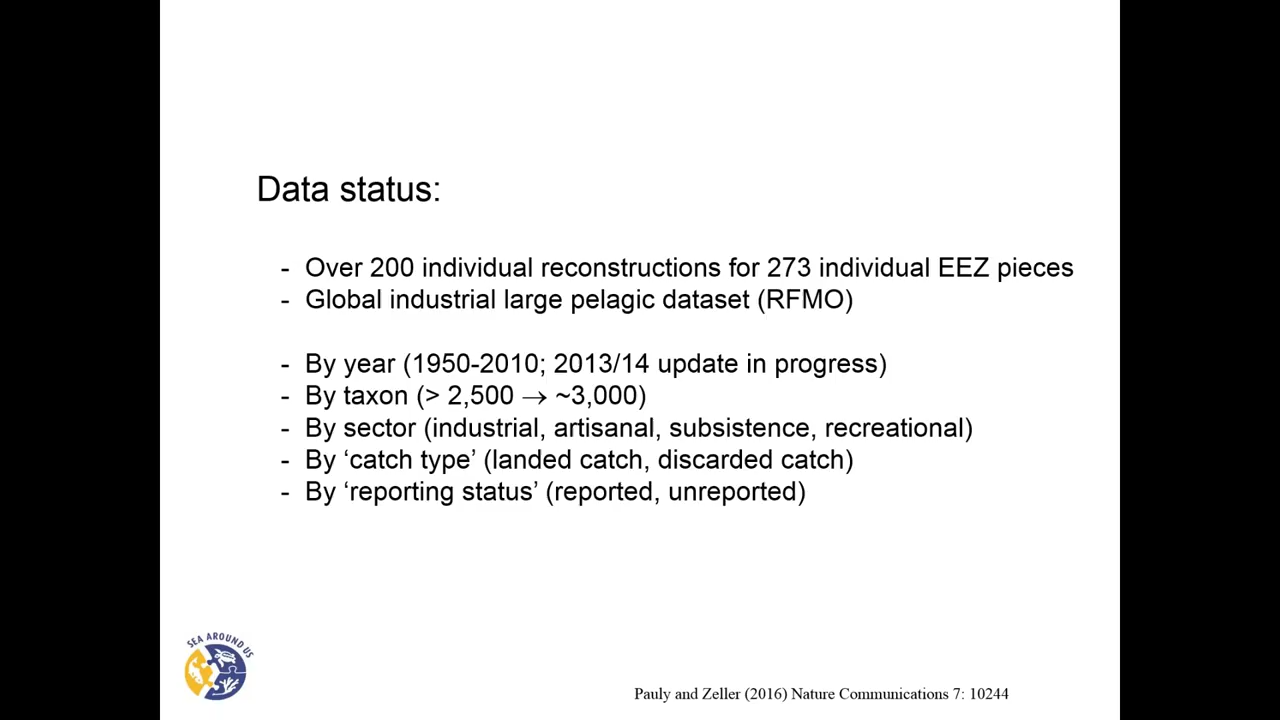 Data status:
- Over 200 individual reconstructions for 273 individual EEZ pieces
- Global industrial large pelagic dataset (RFMO)
- By year (1950-2010; 2013/14 update in progress)
- By taxon (> 2,500 → ~3,000)
- By sector (industrial, artisanal, subsistence, recreational)
- By ‘catch type’ (landed catch, discarded catch)
- By ‘reporting status’ (reported, unreported)
SEA AROUND US
Pauly and Zeller (2016) Nature Communications 7: 10244